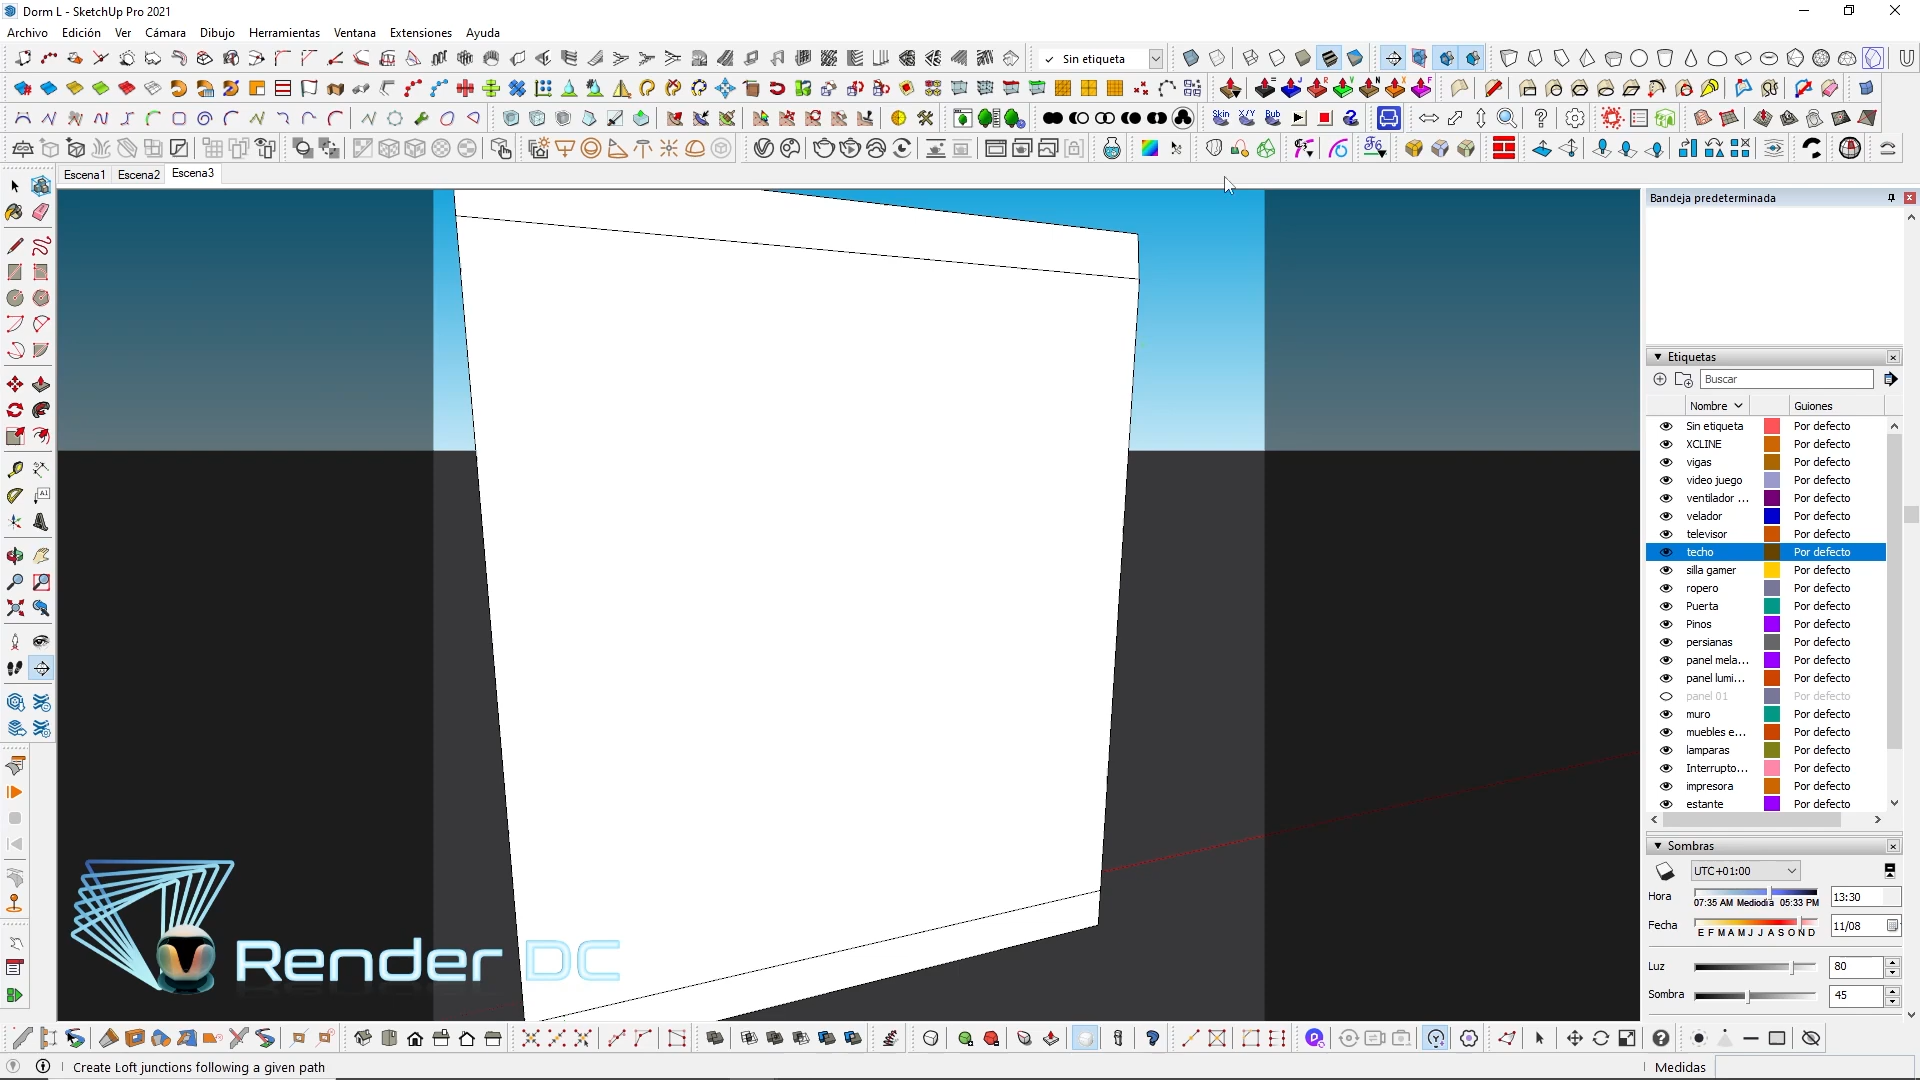 Dorm L - SketchUp Pro 2021
Archivo Edición Ver Cámara Dibujo Herramientas Ventana Extensiones Ayuda
Sin etiqueta
Skin X/Y Bub
Escena1 Escena2 Escena3
Bandeja predeterminada
Etiquetas
Buscar
Nombre Guiones
Sin etiqueta Por defecto
XCLINE Por defecto
vigas Por defecto
video juego Por defecto
ventilador ... Por defecto
velador Por defecto
televisor Por defecto
techo Por defecto
silla gamer Por defecto
ropero Por defecto
Puerta Por defecto
Pinos Por defecto
persianas Por defecto
panel mela... Por defecto
panel lumi... Por defecto
panel 01 Por defecto
muro Por defecto
muebles e... Por defecto
lamparas Por defecto
Interrupto... Por defecto
impresora Por defecto
estante Por defecto
Sombras
UTC+01:00
Hora 13:30
07:35 AM Mediodía 05:33 PM
Fecha 11/08
E F M A M J J A S O N D
Luz 80
Sombra 45
Render DC
Create Loft junctions following a given path
Medidas